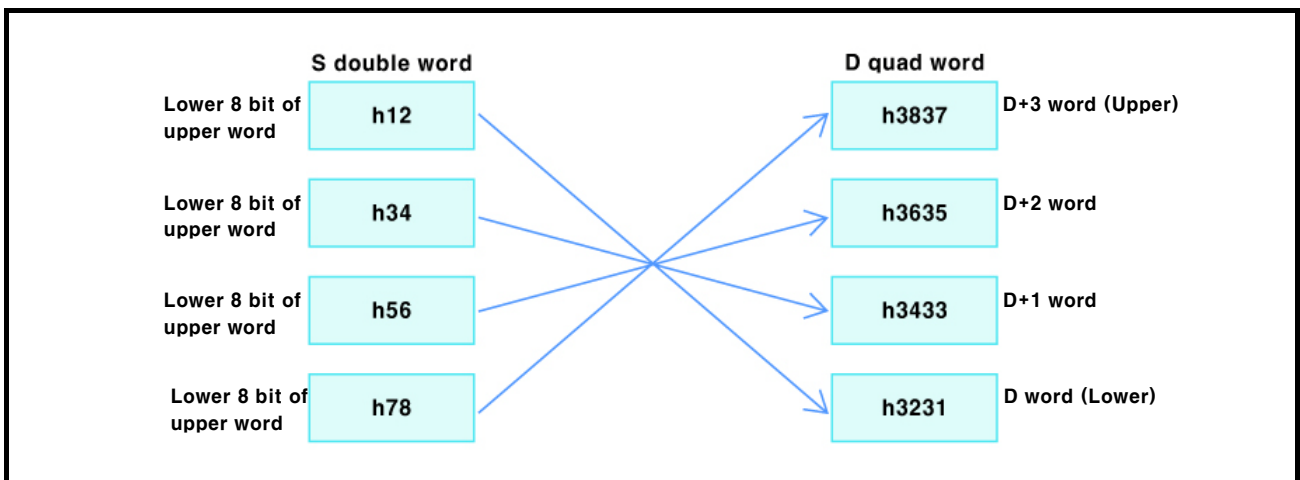 S double word
D quad word
Lower 8 bit of
upper word
h12
h3837
D+3 word (Upper)
Lower 8 bit of
upper word
h34
h3635
D+2 word
Lower 8 bit of
upper word
h56
h3433
D+1 word
Lower 8 bit of
upper word
h78
h3231
D word (Lower)